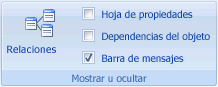 Relaciones
Hoja de propiedades
Dependencias del objeto
Barra de mensajes
Mostrar u ocultar